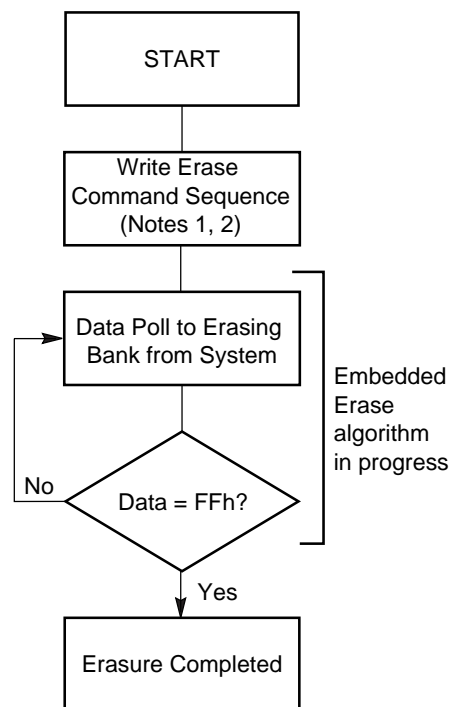 START
Write Erase
Command Sequence
(Notes 1, 2)
Data Poll to Erasing
Bank from System
Embedded
Erase
algorithm
in progress
No
Data = FFh?
Yes
Erasure Completed